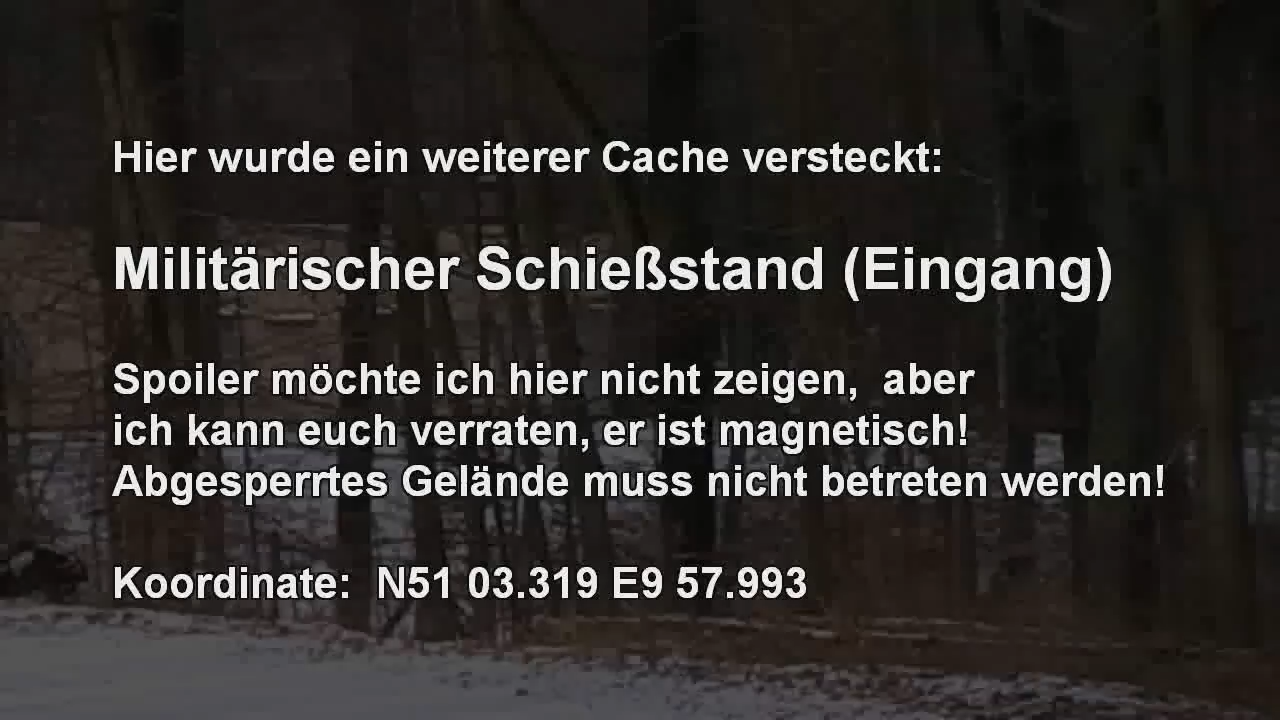 Hier wurde ein weiterer Cache versteckt:
Militärischer Schießstand (Eingang)
Spoiler möchte ich hier nicht zeigen,  aber
ich kann euch verraten, er ist magnetisch!
Abgesperrtes Gelände muss nicht betreten werden!
Koordinate:  N51 03.319 E9 57.993